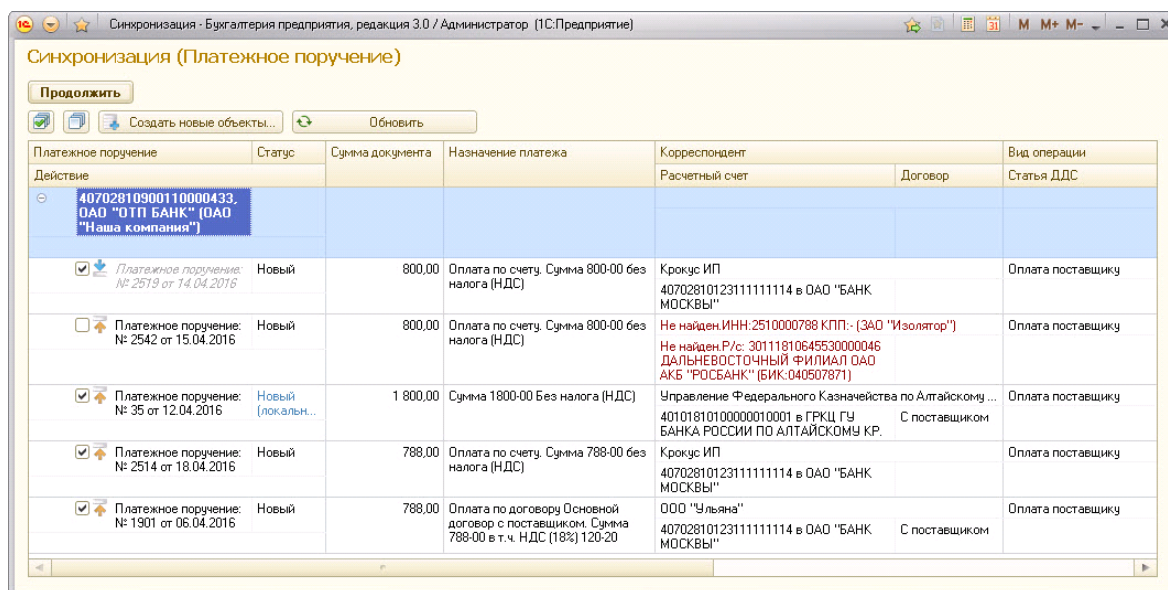 Синхронизация - Бухгалтерия предприятия, редакция 3.0 / Администратор (1С:Предприятие)
M M+ M-
Синхронизация (Платежное поручение)
Продолжить
Создать новые объекты... Обновить
Платежное поручение Статус Сумма документа Назначение платежа Корреспондент Вид операции
Действие Расчетный счет Договор Статья ДДС
40702810900110000433,
ОАО "ОТП БАНК" (ОАО
"Наша компания")
Платежное поручение: Новый 800,00 Оплата по счету. Сумма 800-00 без Крокус ИП Оплата поставщику
№ 2519 от 14.04.2016 налога (НДС)
40702810123111111114 в ОАО "БАНК
МОСКВЫ"
Платежное поручение: Новый 800,00 Оплата по счету. Сумма 800-00 без Не найден.ИНН:2510000788 КПП:- (ЗАО "Изолятор") Оплата поставщику
№ 2542 от 15.04.2016 налога (НДС)
Не найден.Р/с: 30111810645530000046
ДАЛЬНЕВОСТОЧНЫЙ ФИЛИАЛ ОАО
АКБ "РОСБАНК" (БИК:040507871)
Платежное поручение: Новый 1 800,00 Сумма 1800-00 Без налога (НДС) Управление Федерального Казначейства по Алтайскому ... Оплата поставщику
№ 35 от 12.04.2016 (локальн...
40101810100000010001 в ГРКЦ ГУ С поставщиком
БАНКА РОССИИ ПО АЛТАЙСКОМУ КР.
Платежное поручение: Новый 788,00 Оплата по счету. Сумма 788-00 без Крокус ИП Оплата поставщику
№ 2514 от 18.04.2016 налога (НДС)
40702810123111111114 в ОАО "БАНК
МОСКВЫ"
Платежное поручение: Новый 788,00 Оплата по договору Основной ООО "Ульяна" Оплата поставщику
№ 1901 от 06.04.2016 договор с поставщиком. Сумма
788-00 в т.ч. НДС (18%) 120-20
40702810123111111114 в ОАО "БАНК С поставщиком
МОСКВЫ"